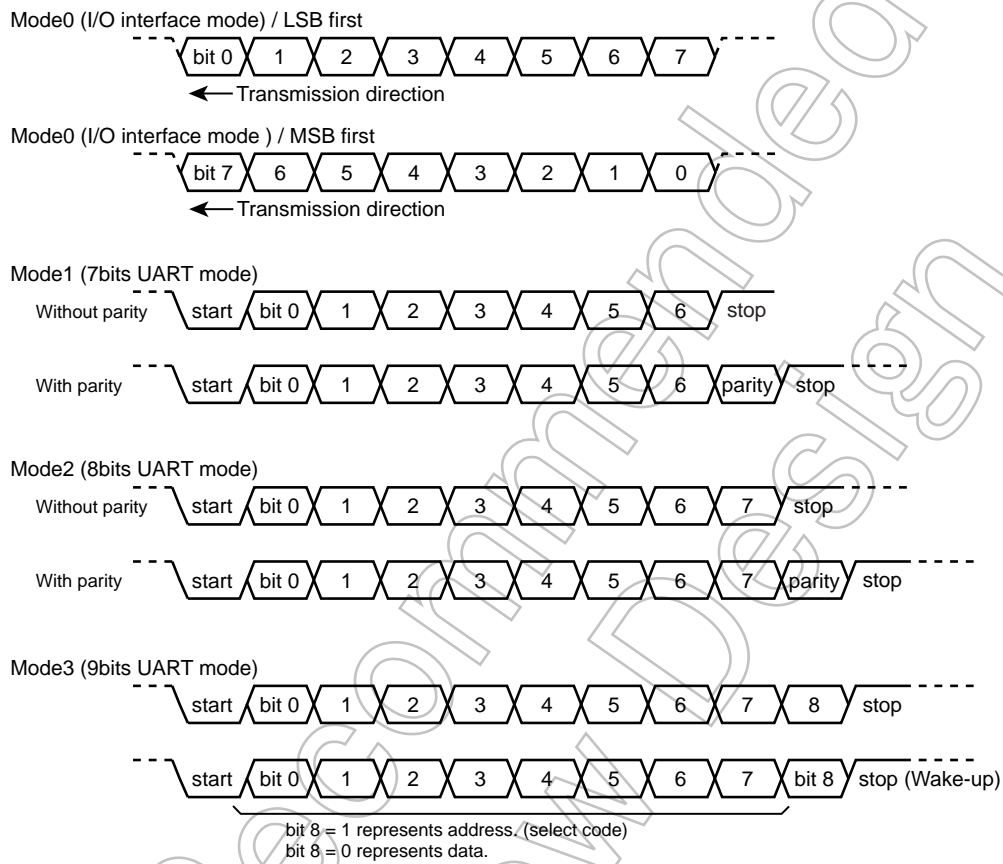 Mode0 (I/O interface mode) / LSB first
bit 0 1 2 3 4 5 6 7
Transmission direction
Mode0 (I/O interface mode ) / MSB first
bit 7 6 5 4 3 2 1 0
Transmission direction
Mode1 (7bits UART mode)
Without parity start bit 0 1 2 3 4 5 6 stop
With parity start bit 0 1 2 3 4 5 6 parity stop
Mode2 (8bits UART mode)
Without parity start bit 0 1 2 3 4 5 6 7 stop
With parity start bit 0 1 2 3 4 5 6 7 parity stop
Mode3 (9bits UART mode)
start bit 0 1 2 3 4 5 6 7 8 stop
start bit 0 1 2 3 4 5 6 7 bit 8 stop (Wake-up)
bit 8 = 1 represents address. (select code)
bit 8 = 0 represents data.
ecommended
w Design